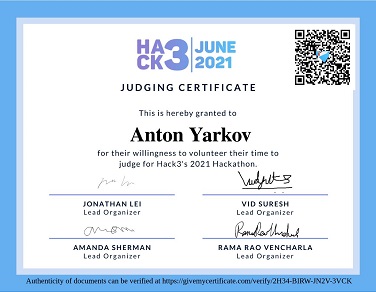 HACK3 JUNE 2021
JUDGING CERTIFICATE
This is hereby granted to
Anton Yarkov
for their willingness to volunteer their time to
judge for Hack3's 2021 Hackathon.
JONATHAN LEI
Lead Organizer
VID SURESH
Lead Organizer
AMANDA SHERMAN
Lead Organizer
RAMA RAO VENCHARLA
Lead Organizer
Authenticity of documents can be verified at https://givemycertificate.com/verify/2H34-BIRW-JN2V-3VCK